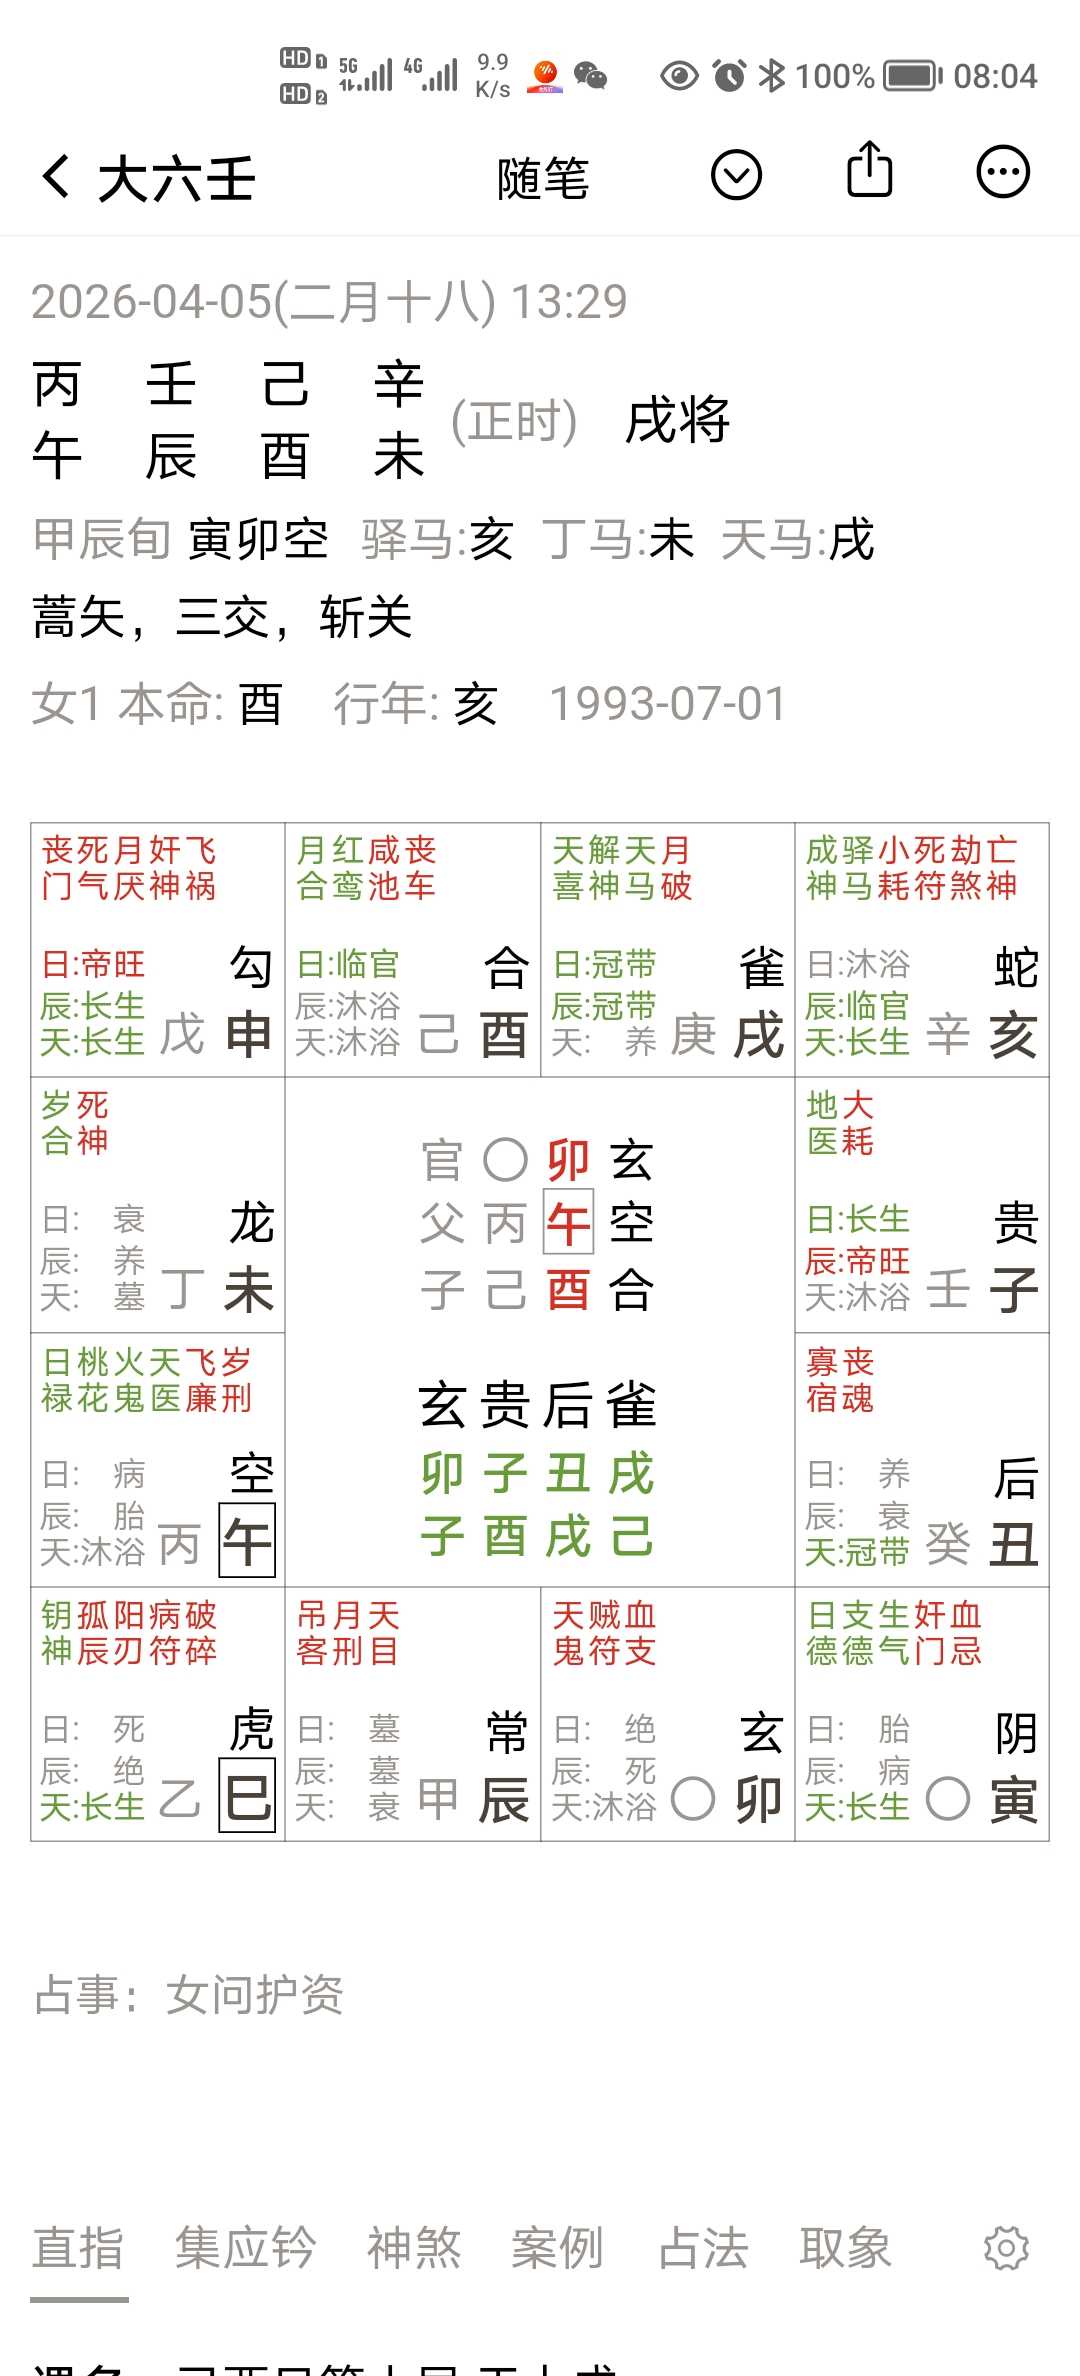 HD 1 5G 4G 9.9 K/s HD 2 100% 08:04
大六壬 随笔
2026-04-05(二月十八) 13:29
丙 壬 己 辛
午 辰 酉 未 (正时) 戌将
甲辰旬 寅卯空 驿马:亥 丁马:未 天马:戌
蒿矢，三交，斩关
女1 本命: 酉 行年: 亥 1993-07-01
丧死月奸飞
门气厌神祸
日:帝旺 勾
辰:长生
天:长生 戊 申
月红咸丧
合鸾池车
日:临官 合
辰:沐浴
天:沐浴 己 酉
天解天月
喜神马破
日:冠带 雀
辰:冠带
天: 养 庚 戌
成驿小死劫亡
神马耗符煞神
日:沐浴 蛇
辰:临官
天:长生 辛 亥
岁死
合神
日: 衰 龙
辰: 养
天: 墓 丁 未
官 〇 卯 玄
父 丙 午 空
子 己 酉 合
地大
医耗
日:长生 贵
辰:帝旺
天:沐浴 壬 子
日桃火天飞岁
禄花鬼医廉刑
日: 病 空
辰: 胎
天:沐浴 丙 午
玄贵后雀
卯子丑戌
子酉戌己
寡丧
宿魂
日: 养 后
辰: 衰
天:冠带 癸 丑
钥孤阳病破
神辰刃符碎
日: 死 虎
辰: 绝
天:长生 乙 巳
吊月天
客刑目
日: 墓 常
辰: 墓
天: 衰 甲 辰
天贼血
鬼符支
日: 绝 玄
辰: 死
天:沐浴 〇 卯
日支生奸血
德德气门忌
日: 胎 阴
辰: 病
天:长生 〇 寅
占事：女问护资
直指 集应钤 神煞 案例 占法 取象